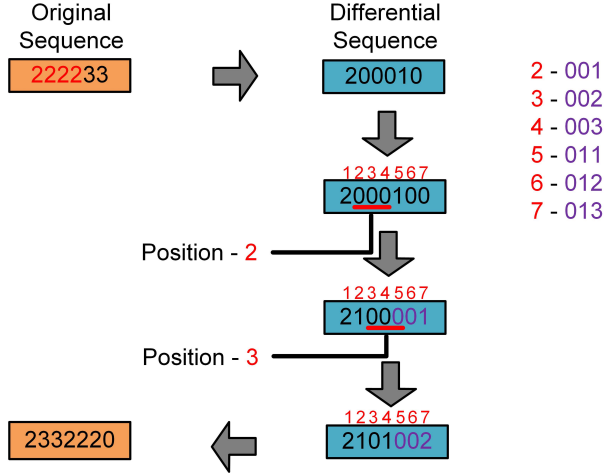 Original
Sequence
Differential
Sequence
222233
200010
2 - 001
3 - 002
4 - 003
5 - 011
6 - 012
7 - 013
1234567
2000100
Position - 2
1234567
2100001
Position - 3
1234567
2101002
2332220